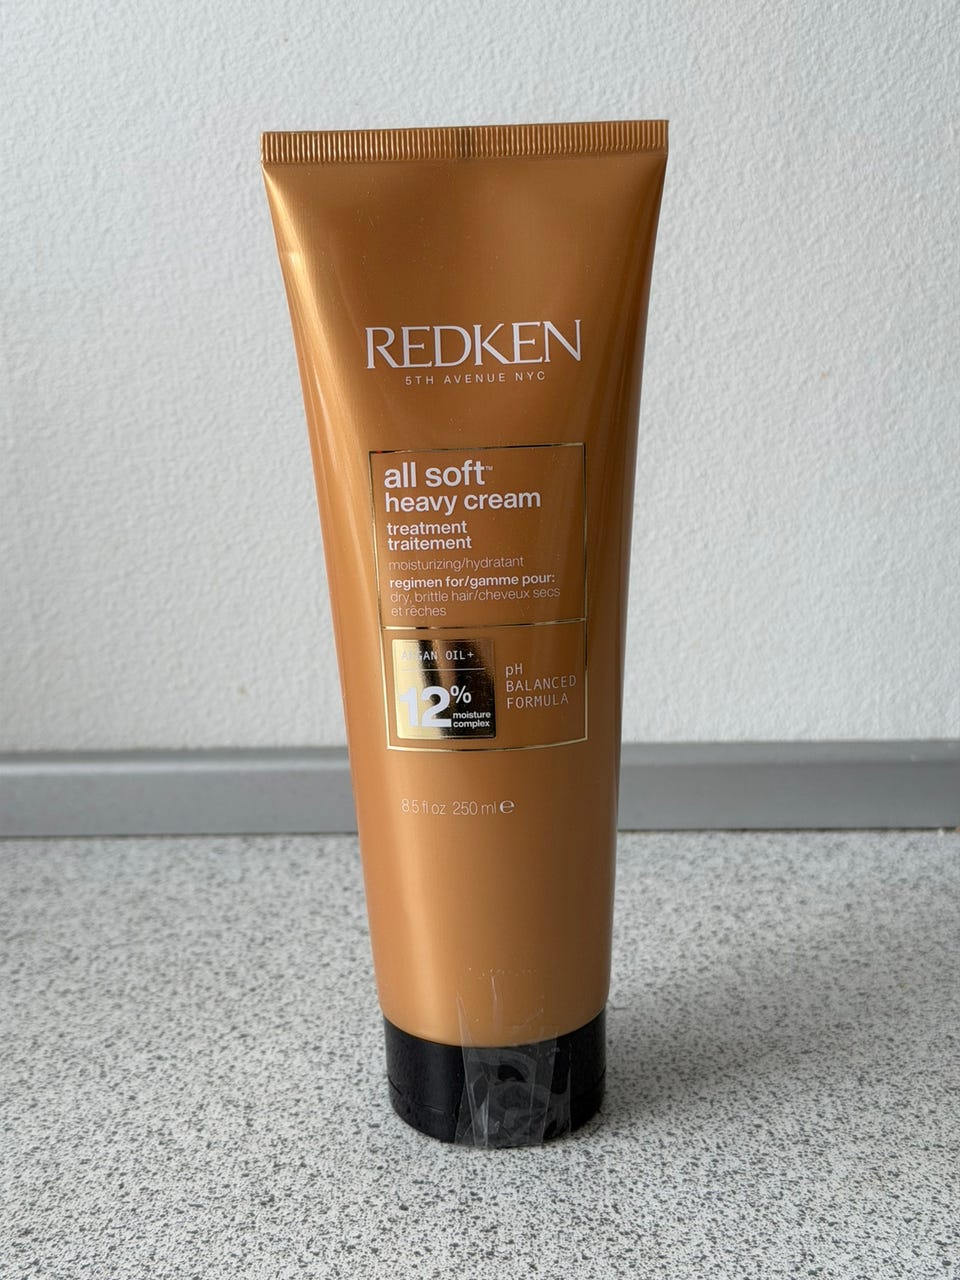 REDKEN
5TH AVENUE NYC
all soft™
heavy cream
treatment
traitement
moisturizing/hydratant
regimen for/gamme pour:
dry, brittle hair/cheveux secs
et rêches
ARGAN OIL+
12%
moisture
complex
pH
BALANCED
FORMULA
8.5 fl oz 250 ml ℮